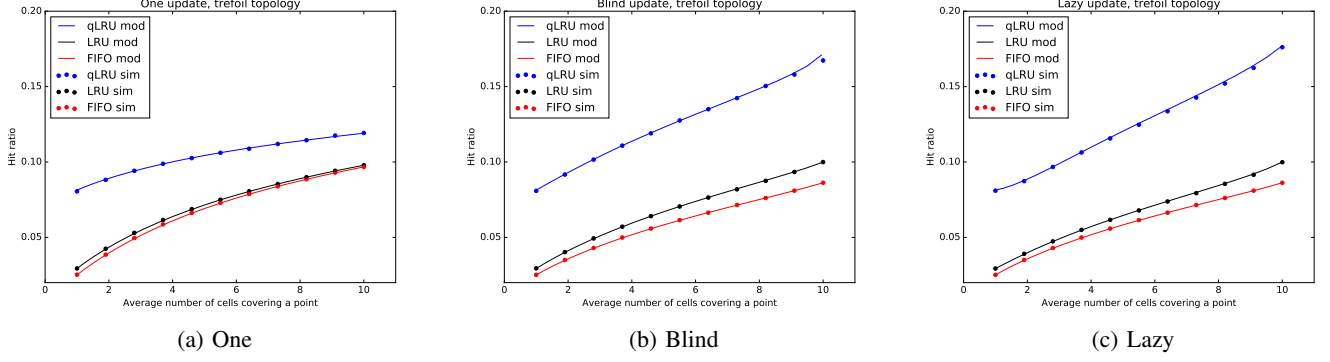 One update, trefoil topology
0.20
0.15
0.10
0.05
Hit ratio
qLRU mod
LRU mod
FIFO mod
qLRU sim
LRU sim
FIFO sim
0 2 4 6 8 10
Average number of cells covering a point
(a) One
Blind update, trefoil topology
0.20
0.15
0.10
0.05
Hit ratio
qLRU mod
LRU mod
FIFO mod
qLRU sim
LRU sim
FIFO sim
0 2 4 6 8 10
Average number of cells covering a point
(b) Blind
Lazy update, trefoil topology
0.20
0.15
0.10
0.05
Hit ratio
qLRU mod
LRU mod
FIFO mod
qLRU sim
LRU sim
FIFO sim
0 2 4 6 8 10
Average number of cells covering a point
(c) Lazy